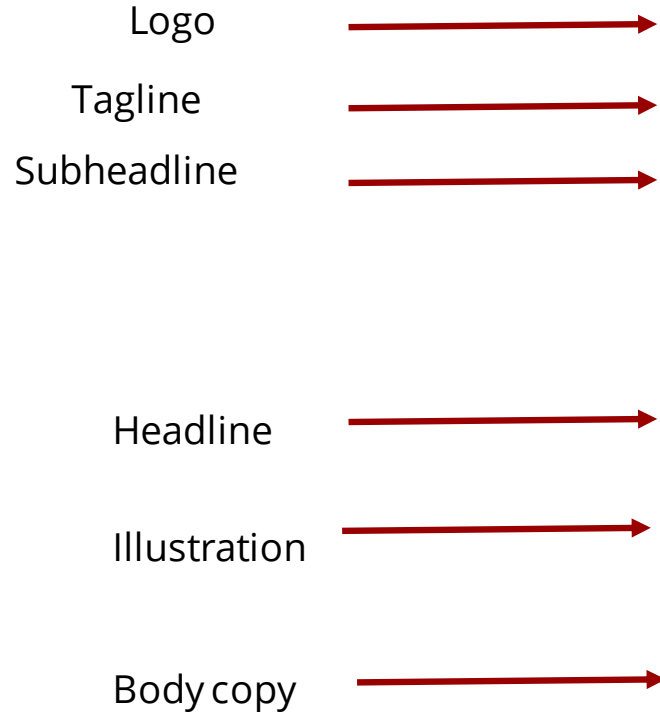 Logo
Tagline
Subheadline
Headline
Illustration
Body copy